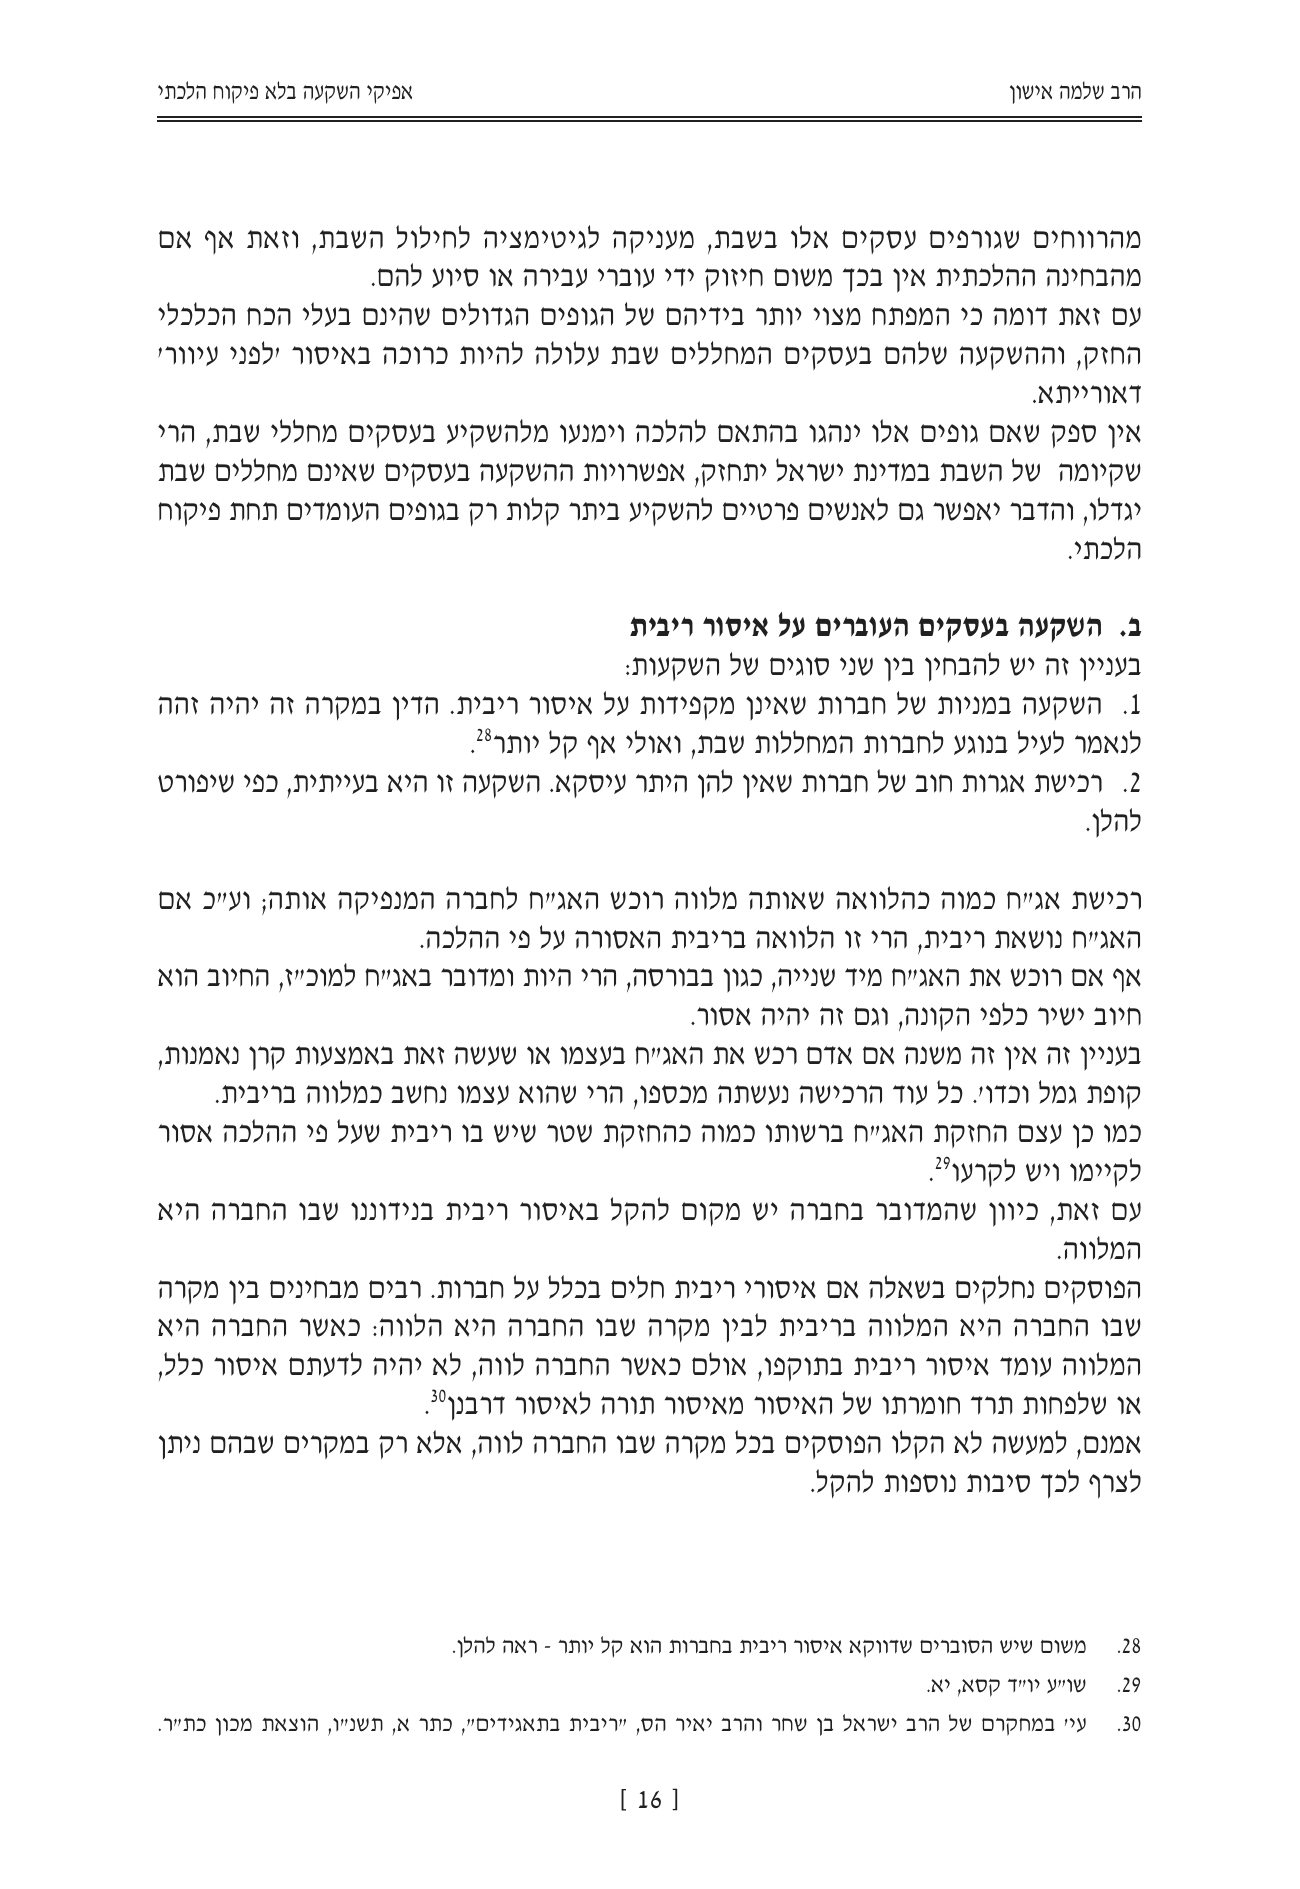 הרב שלמה אישון
אפיקי השקעה בלא פיקוח הלכתי
מהרווחים שגורפים עסקים אלו בשבת, מעניקה לגיטימציה לחילול השבת, וזאת אף אם
מהבחינה ההלכתית אין בכך משום חיזוק ידי עוברי עבירה או סיוע להם.
עם זאת דומה כי המפתח מצוי יותר בידיהם של הגופים הגדולים שהינם בעלי הכח הכלכלי
החזק, וההשקעה שלהם בעסקים המחללים שבת עלולה להיות כרוכה באיסור 'לפני עיוור'
דאורייתא.
אין ספק שאם גופים אלו ינהגו בהתאם להלכה וימנעו מלהשקיע בעסקים מחללי שבת, הרי
שקיומה של השבת במדינת ישראל יתחזק, אפשרויות ההשקעה בעסקים שאינם מחללים שבת
יגדלו, והדבר יאפשר גם לאנשים פרטיים להשקיע ביתר קלות רק בגופים העומדים תחת פיקוח
הלכתי.
ב. השקעה בעסקים העוברים על איסור ריבית
בעניין זה יש להבחין בין שני סוגים של השקעות:
1. השקעה במניות של חברות שאינן מקפידות על איסור ריבית. הדין במקרה זה יהיה זהה
לנאמר לעיל בנוגע לחברות המחללות שבת, ואולי אף קל יותר28.
2. רכישת אגרות חוב של חברות שאין להן היתר עיסקא. השקעה זו היא בעייתית, כפי שיפורט
להלן.
רכישת אג"ח כמוה כהלוואה שאותה מלווה רוכש האג"ח לחברה המנפיקה אותה; וע"כ אם
האג"ח נושאת ריבית, הרי זו הלוואה בריבית האסורה על פי ההלכה.
אף אם רוכש את האג"ח מיד שנייה, כגון בבורסה, הרי היות ומדובר באג"ח למוכ"ז, החיוב הוא
חיוב ישיר כלפי הקונה, וגם זה יהיה אסור.
בעניין זה אין זה משנה אם אדם רכש את האג"ח בעצמו או שעשה זאת באמצעות קרן נאמנות,
קופת גמל וכדו'. כל עוד הרכישה נעשתה מכספו, הרי שהוא עצמו נחשב כמלווה בריבית.
כמו כן עצם החזקת האג"ח ברשותו כמוה כהחזקת שטר שיש בו ריבית שעל פי ההלכה אסור
לקיימו ויש לקרעו29.
עם זאת, כיוון שהמדובר בחברה יש מקום להקל באיסור ריבית בנידוננו שבו החברה היא
המלווה.
הפוסקים נחלקים בשאלה אם איסורי ריבית חלים בכלל על חברות. רבים מבחינים בין מקרה
שבו החברה היא המלווה בריבית לבין מקרה שבו החברה היא הלווה: כאשר החברה היא
המלווה עומד איסור ריבית בתוקפו, אולם כאשר החברה לווה, לא יהיה לדעתם איסור כלל,
או שלפחות תרד חומרתו של האיסור מאיסור תורה לאיסור דרבנן30.
אמנם, למעשה לא הקלו הפוסקים בכל מקרה שבו החברה לווה, אלא רק במקרים שבהם ניתן
לצרף לכך סיבות נוספות להקל.
28. משום שיש הסוברים שדווקא איסור ריבית בחברות הוא קל יותר - ראה להלן.
29. שו"ע יו"ד קסא, יא.
30. עי' במחקרם של הרב ישראל בן שחר והרב יאיר הס, "ריבית בתאגידים", כתר א, תשנ"ו, הוצאת מכון כת"ר.
[ 16 ]